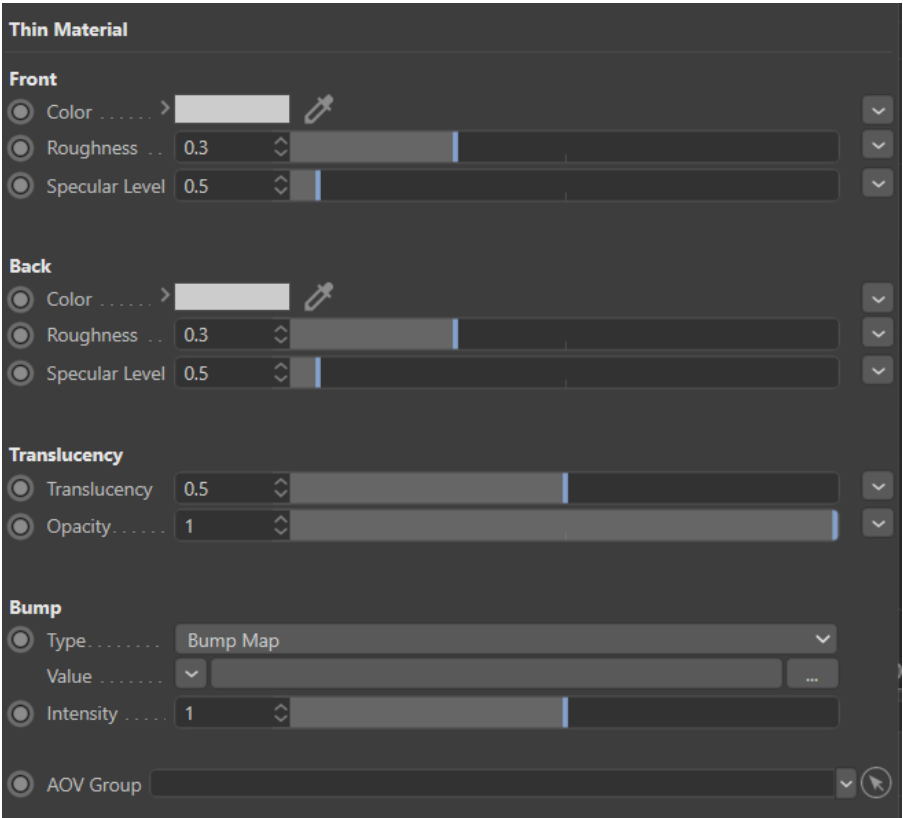 Thin Material
Front
Color . . . . . .
Roughness . . 0.3
Specular Level 0.5
Back
Color . . . . . .
Roughness . . 0.3
Specular Level 0.5
Translucency
Translucency 0.5
Opacity . . . . . . 1
Bump
Type . . . . . . . . Bump Map
Value . . . . . . . ...
Intensity . . . . . 1
AOV Group